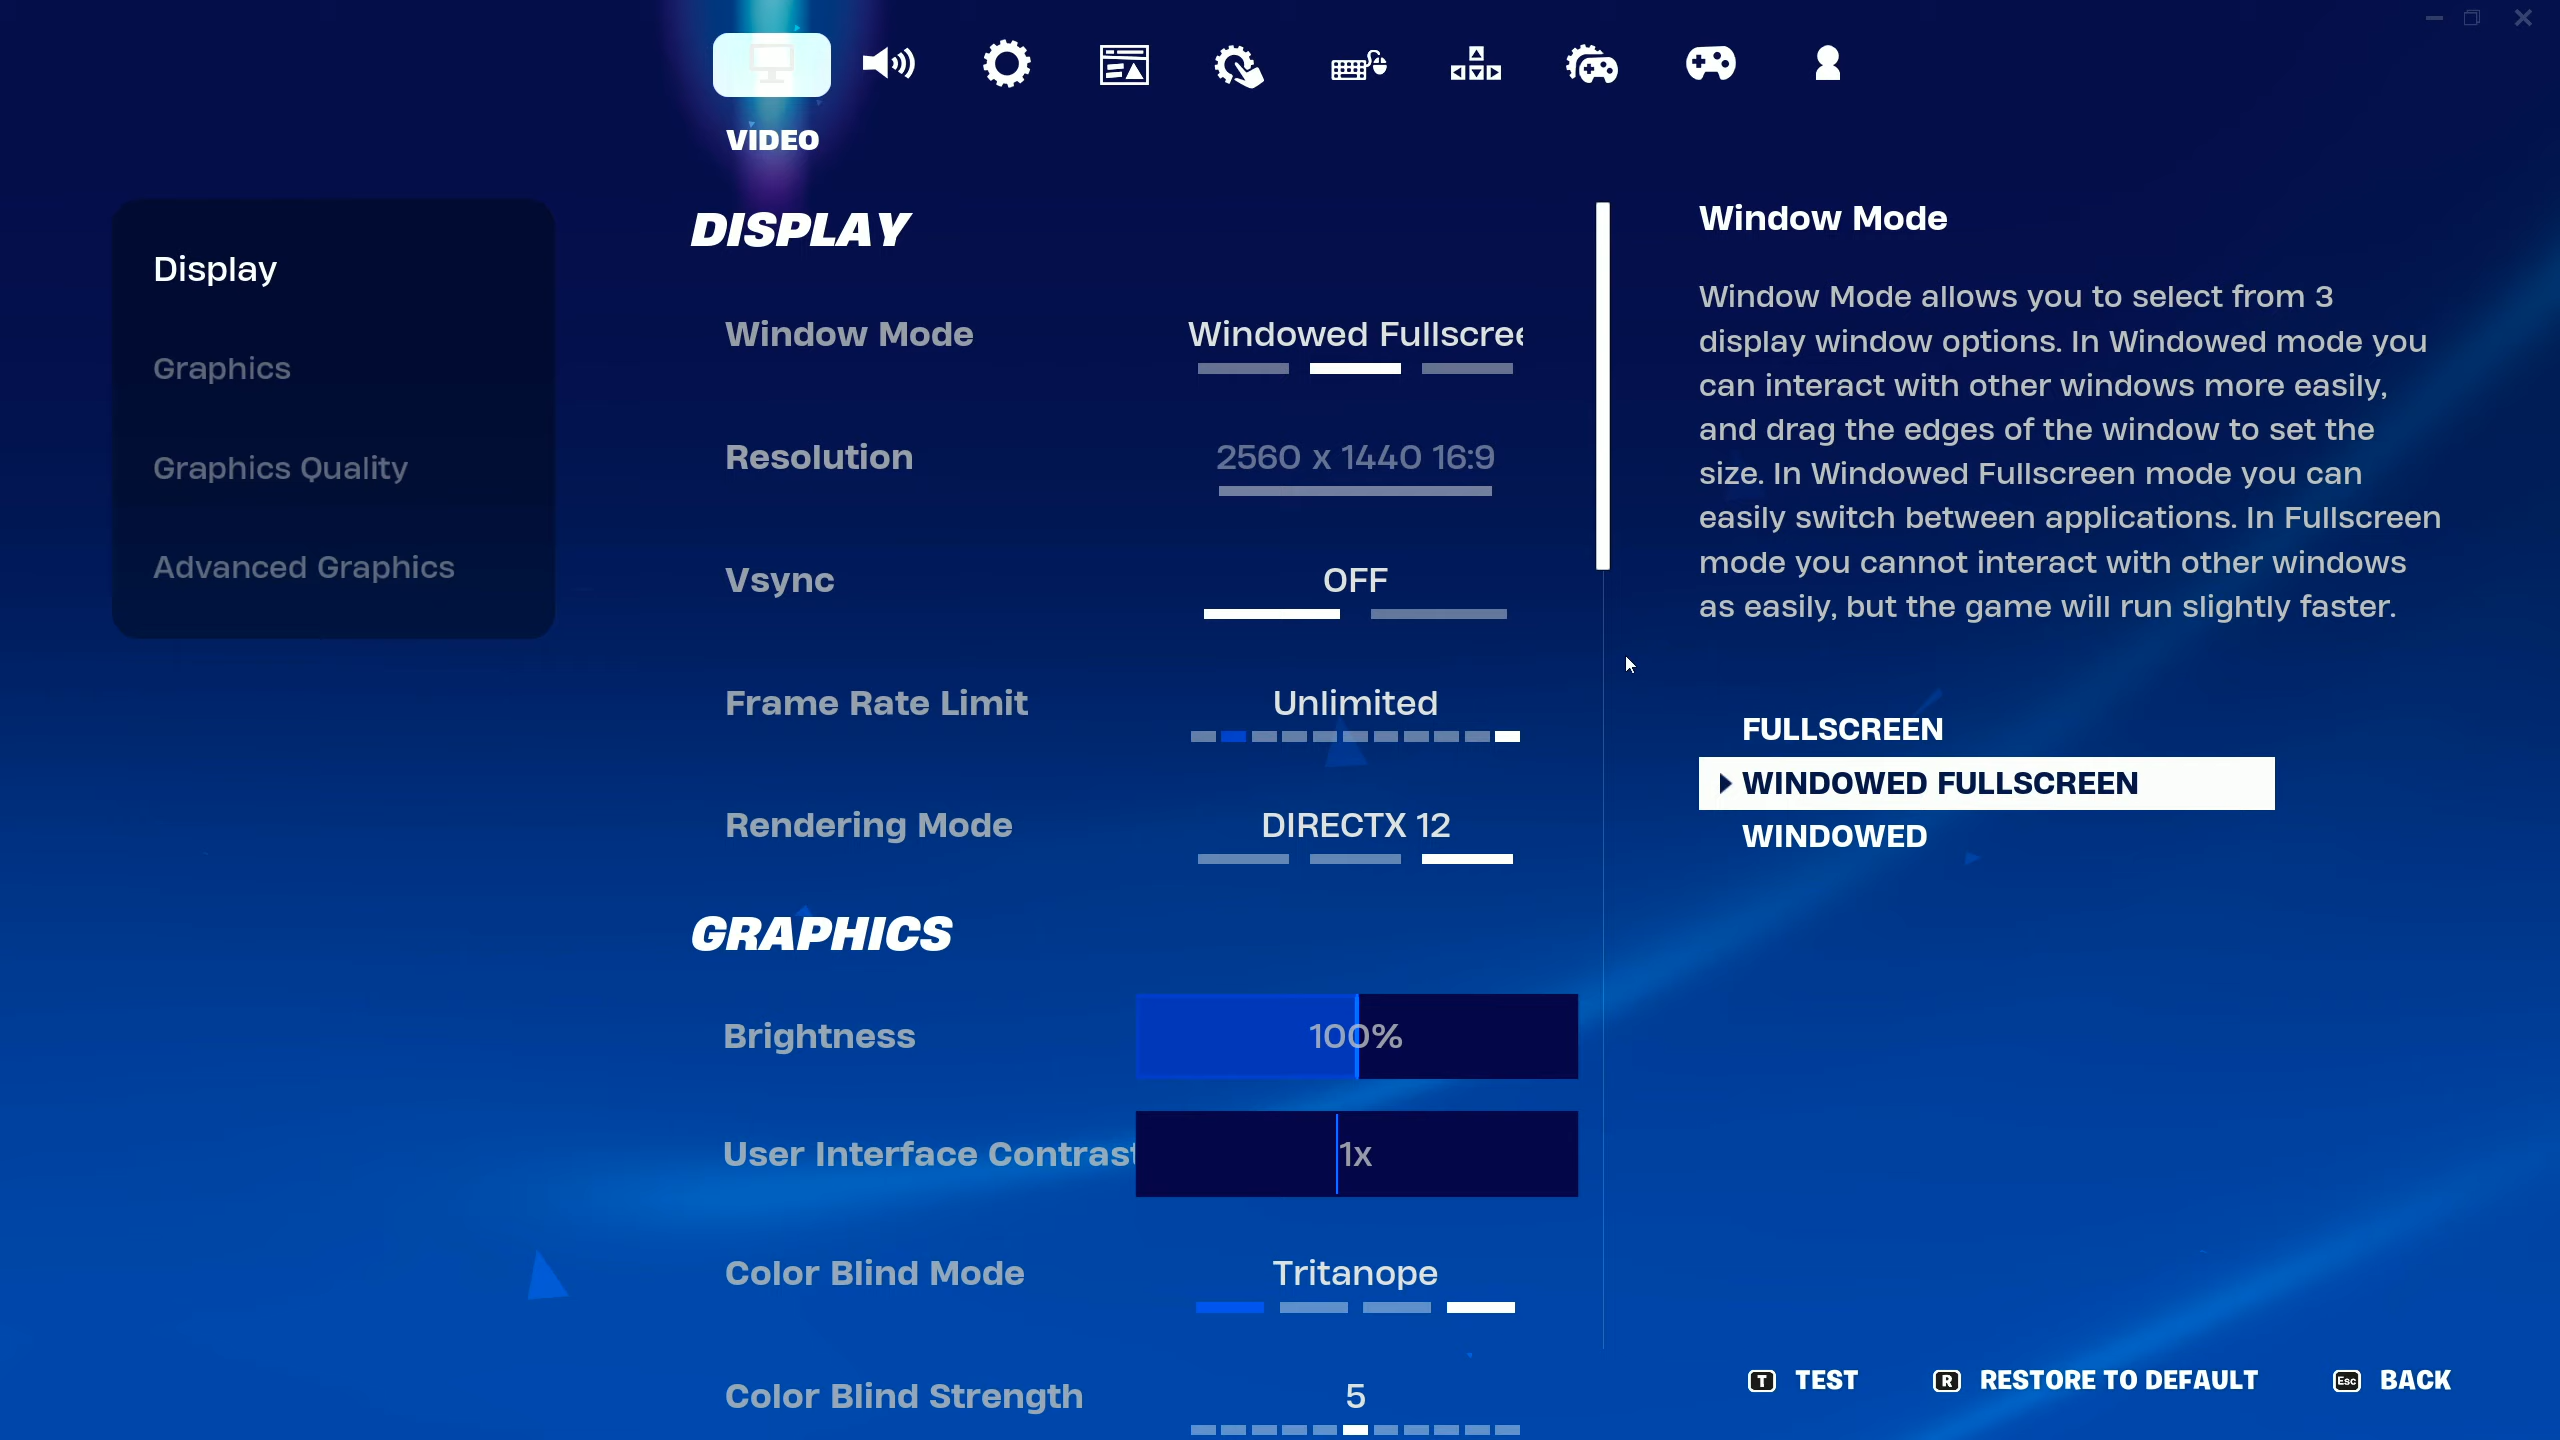 VIDEO
Display
Graphics
Graphics Quality
Advanced Graphics
DISPLAY
Window Mode
Windowed Fullscree
Resolution
2560 x 1440 16:9
Vsync
OFF
Frame Rate Limit
Unlimited
Rendering Mode
DIRECTX 12
GRAPHICS
Brightness
100%
User Interface Contrast
1x
Color Blind Mode
Tritanope
Color Blind Strength
5
Window Mode
Window Mode allows you to select from 3
display window options. In Windowed mode you
can interact with other windows more easily,
and drag the edges of the window to set the
size. In Windowed Fullscreen mode you can
easily switch between applications. In Fullscreen
mode you cannot interact with other windows
as easily, but the game will run slightly faster.
FULLSCREEN
WINDOWED FULLSCREEN
WINDOWED
T TEST
R RESTORE TO DEFAULT
Esc BACK